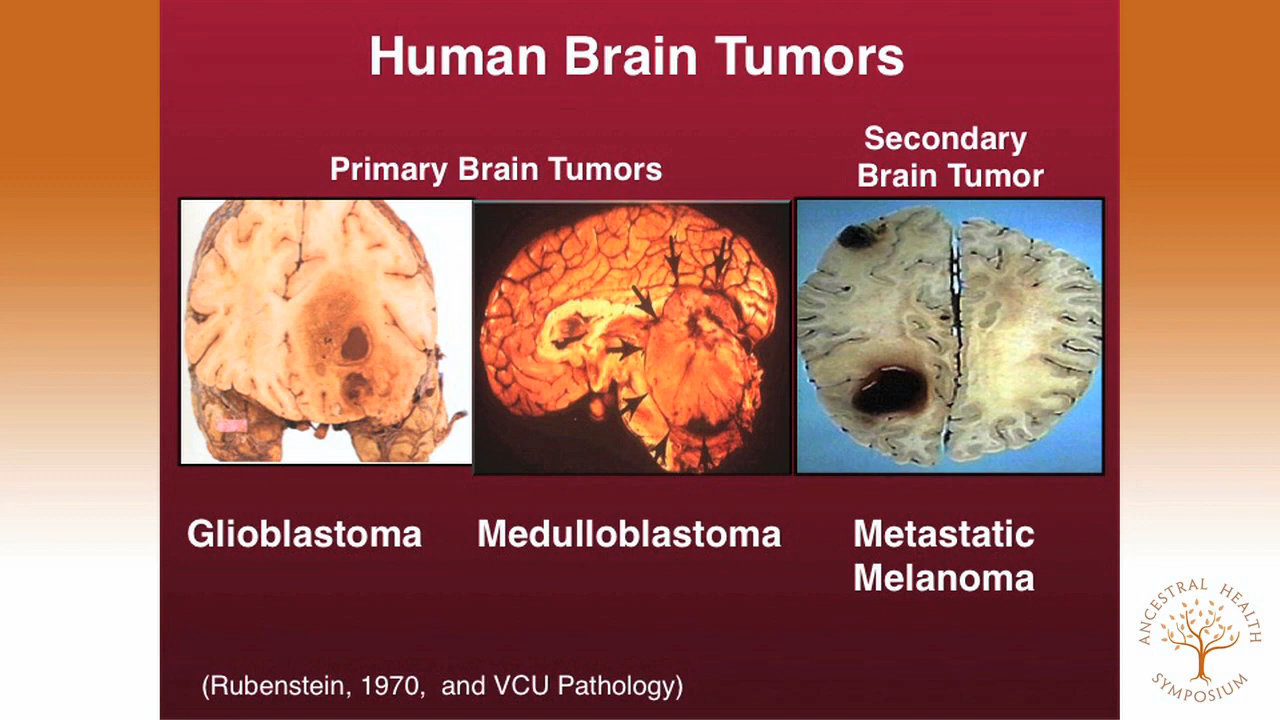 Human Brain Tumors
Primary Brain Tumors
Secondary
Brain Tumor
Glioblastoma
Medulloblastoma
Metastatic
Melanoma
(Rubenstein, 1970, and VCU Pathology)
ANCESTRAL HEALTH
SYMPOSIUM